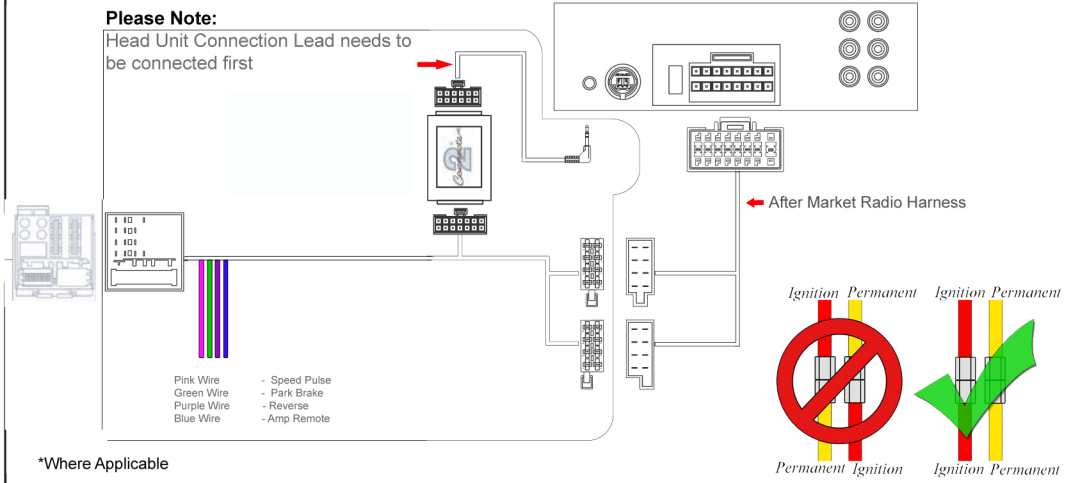 Please Note:
Head Unit Connection Lead needs to
be connected first
Connects2
After Market Radio Harness
Ignition Permanent Ignition Permanent
Pink Wire - Speed Pulse
Green Wire - Park Brake
Purple Wire - Reverse
Blue Wire - Amp Remote
*Where Applicable
Permanent Ignition Ignition Permanent